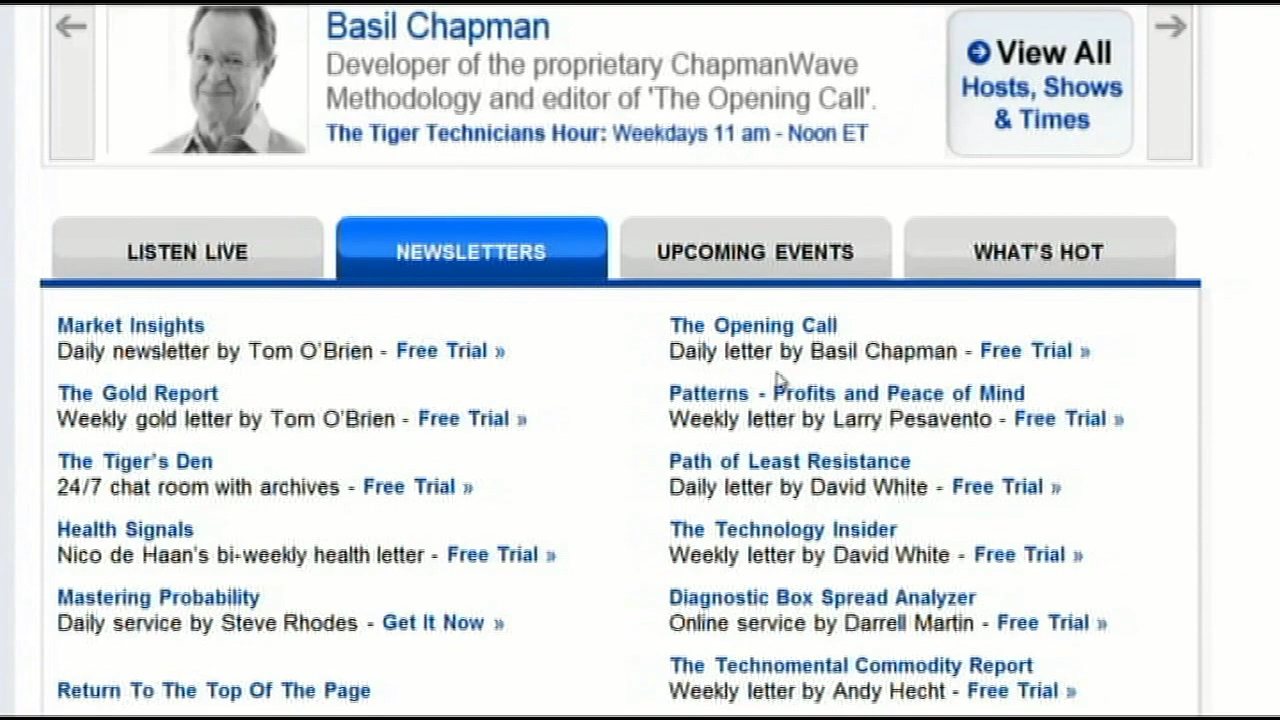 Basil Chapman
Developer of the proprietary ChapmanWave
Methodology and editor of 'The Opening Call'.
The Tiger Technicians Hour: Weekdays 11 am - Noon ET
View All
Hosts, Shows
& Times
LISTEN LIVE
NEWSLETTERS
UPCOMING EVENTS
WHAT'S HOT
Market Insights
Daily newsletter by Tom O'Brien - Free Trial »
The Gold Report
Weekly gold letter by Tom O'Brien - Free Trial »
The Tiger's Den
24/7 chat room with archives - Free Trial »
Health Signals
Nico de Haan's bi-weekly health letter - Free Trial »
Mastering Probability
Daily service by Steve Rhodes - Get It Now »
Return To The Top Of The Page
The Opening Call
Daily letter by Basil Chapman - Free Trial »
Patterns - Profits and Peace of Mind
Weekly letter by Larry Pesavento - Free Trial »
Path of Least Resistance
Daily letter by David White - Free Trial »
The Technology Insider
Weekly letter by David White - Free Trial »
Diagnostic Box Spread Analyzer
Online service by Darrell Martin - Free Trial »
The Technomental Commodity Report
Weekly letter by Andy Hecht - Free Trial »